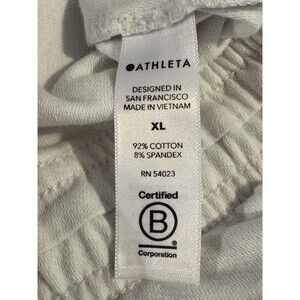 ATHLETA
DESIGNED IN
SAN FRANCISCO
MADE IN VIETNAM
XL
92% COTTON
8% SPANDEX
RN 54023
Certified
B
®
Corporation